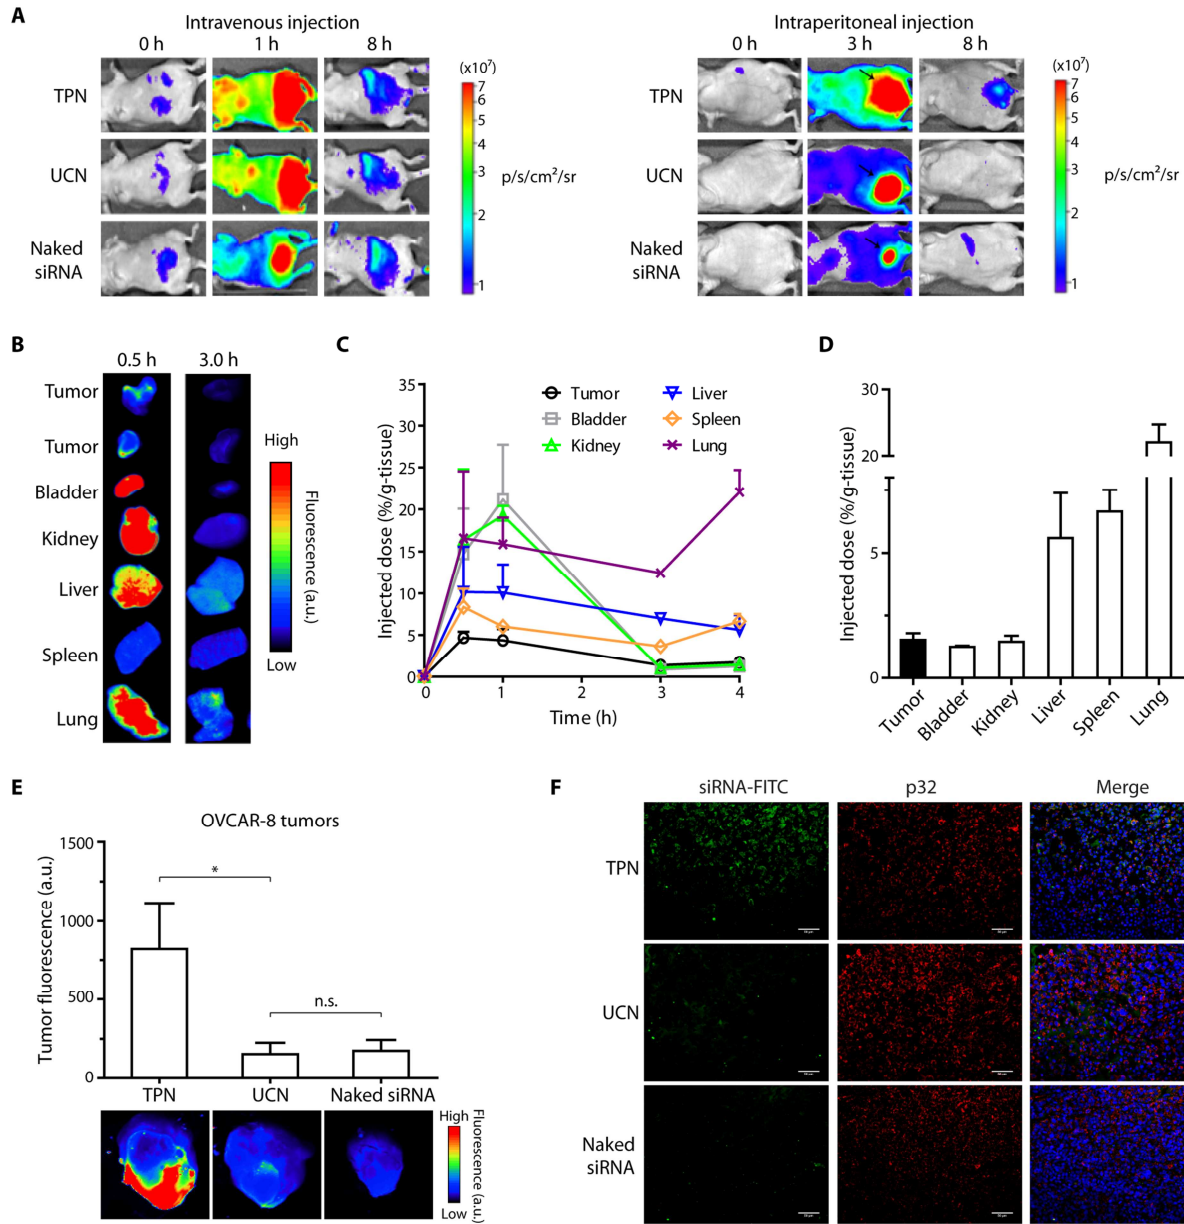 A
Intravenous injection
0 h 1 h 8 h
TPN
UCN
Naked
siRNA
(x10⁷)
7
6
5
4
3
2
1
p/s/cm²/sr
Intraperitoneal injection
0 h 3 h 8 h
TPN
UCN
Naked
siRNA
(x10⁷)
7
6
5
4
3
2
1
p/s/cm²/sr
B
0.5 h 3.0 h
Tumor
Tumor
Bladder
Kidney
Liver
Spleen
Lung
High
Fluorescence (a.u.)
Low
C
Injected dose (%/g-tissue)
35
30
25
20
15
10
5
0
Tumor Liver
Bladder Spleen
Kidney Lung
0 1 2 3 4
Time (h)
D
Injected dose (%/g-tissue)
30
20
5
0
Tumor Bladder Kidney Liver Spleen Lung
E
OVCAR-8 tumors
Tumor fluorescence (a.u.)
1500
1000
500
0
*
n.s.
TPN UCN Naked siRNA
High
Fluorescence (a.u.)
Low
F
siRNA-FITC p32 Merge
TPN
UCN
Naked
siRNA